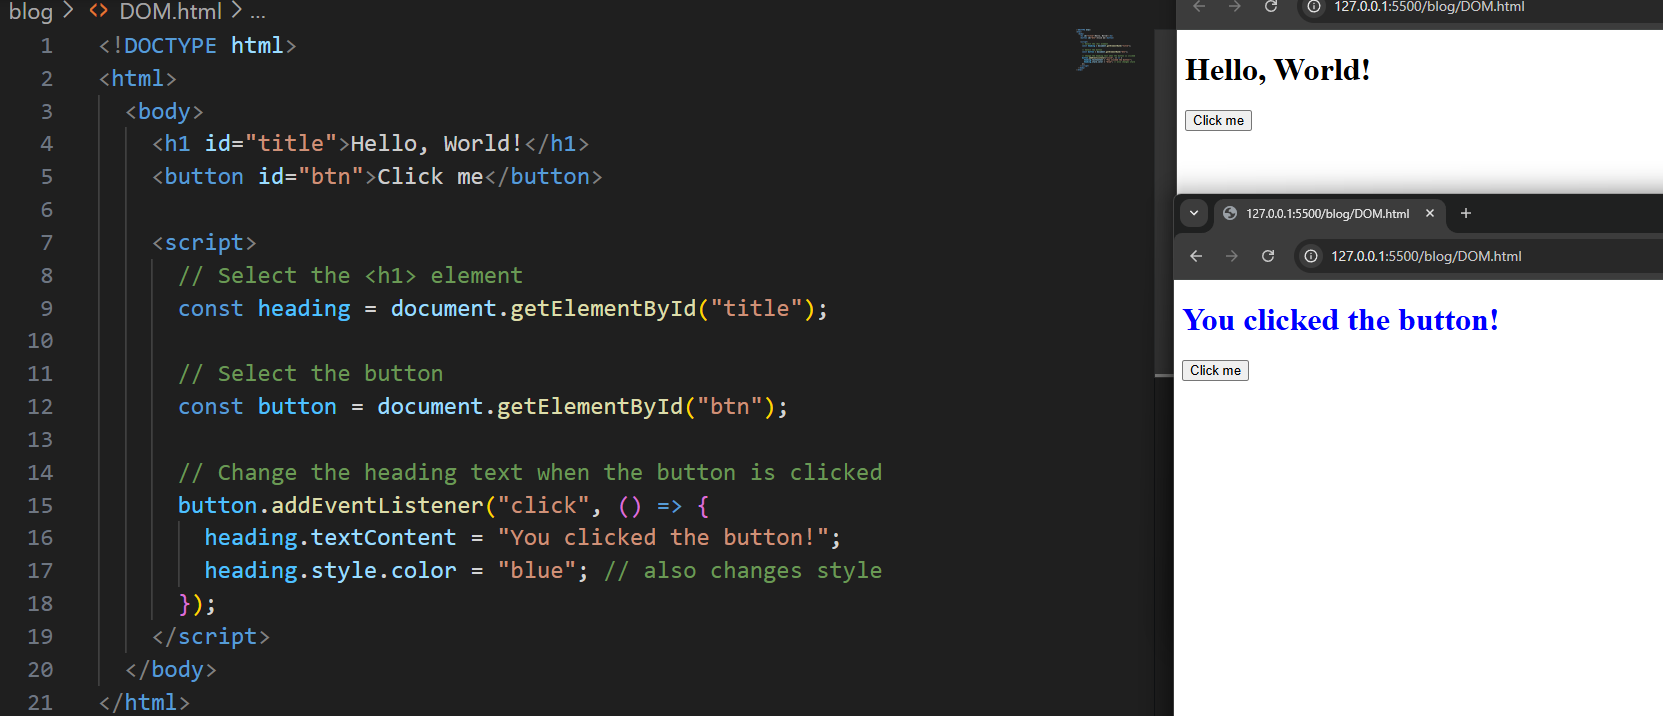 blog > <> DOM.html > ...
1 <!DOCTYPE html>
2 <html>
3 <body>
4 <h1 id="title">Hello, World!</h1>
5 <button id="btn">Click me</button>
6
7 <script>
8 // Select the <h1> element
9 const heading = document.getElementById("title");
10
11 // Select the button
12 const button = document.getElementById("btn");
13
14 // Change the heading text when the button is clicked
15 button.addEventListener("click", () => {
16 heading.textContent = "You clicked the button!";
17 heading.style.color = "blue"; // also changes style
18 });
19 </script>
20 </body>
21 </html>
127.0.0.1:5500/blog/DOM.html
Hello, World!
Click me
127.0.0.1:5500/blog/DOM.html
127.0.0.1:5500/blog/DOM.html
You clicked the button!
Click me